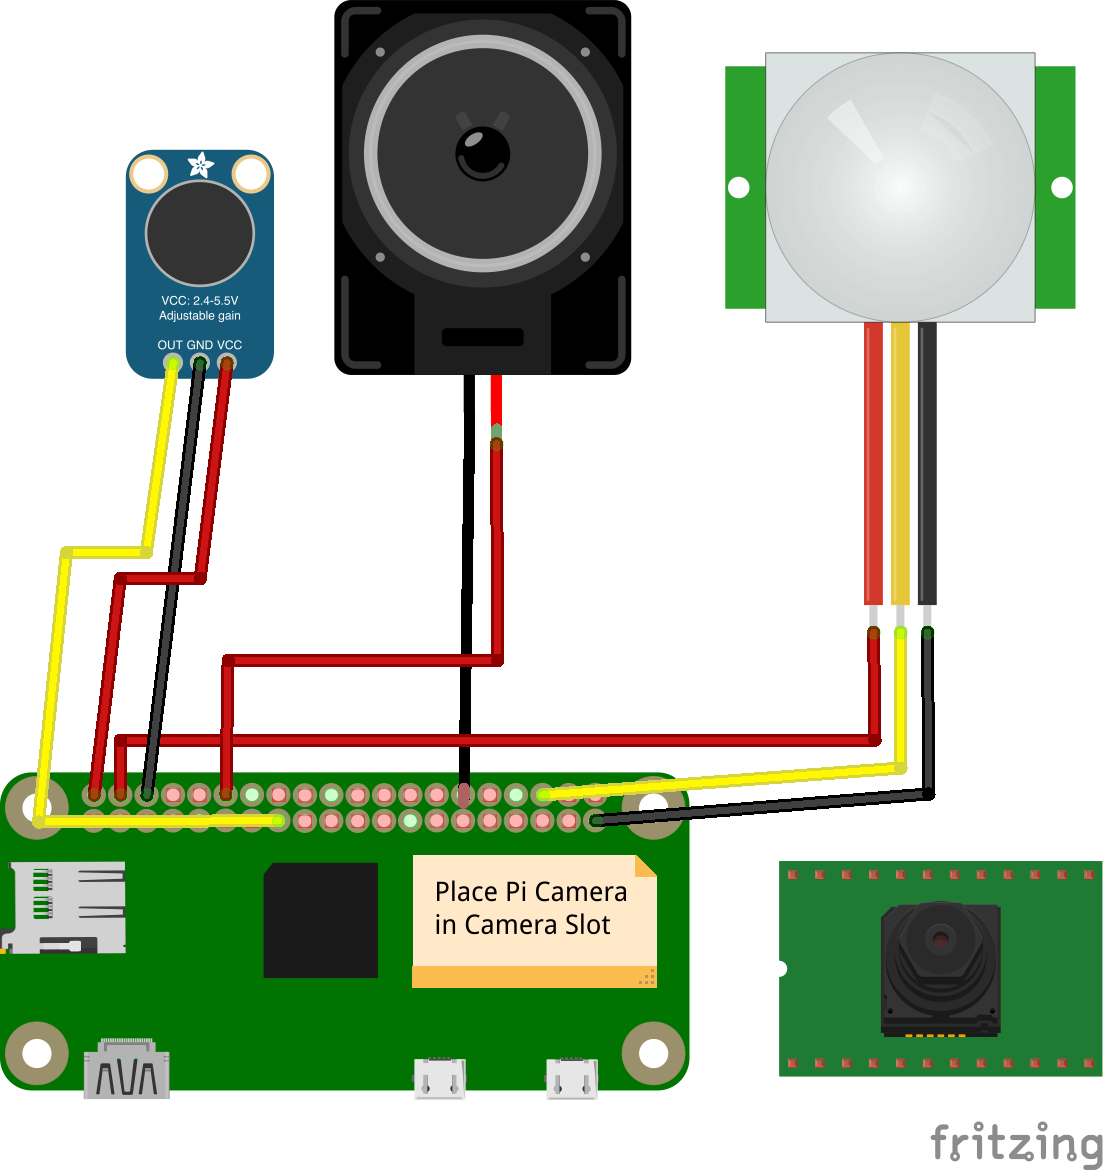 VCC: 2.4-5.5V
Adjustable gain
OUT GND VCC
Place Pi Camera
in Camera Slot
fritzing